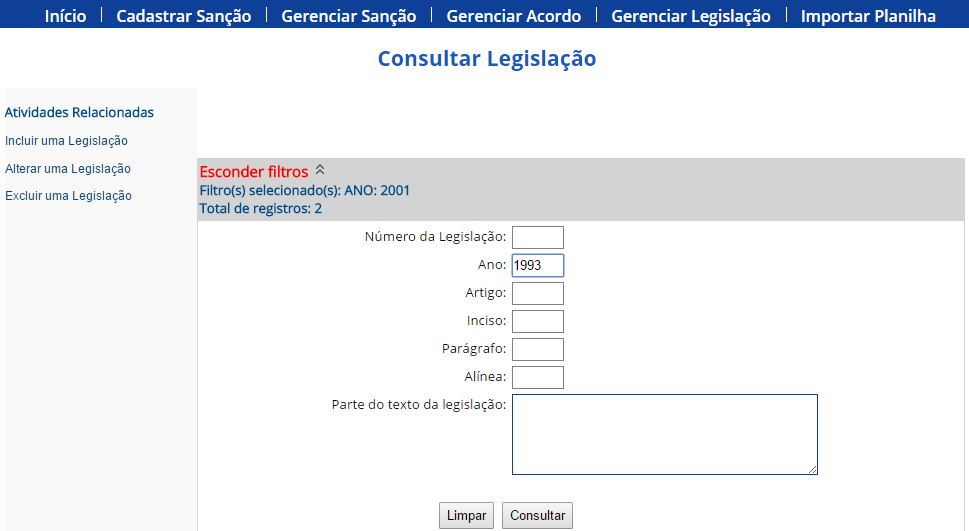 Início Cadastrar Sanção Gerenciar Sanção Gerenciar Acordo Gerenciar Legislação Importar Planilha
Consultar Legislação
Atividades Relacionadas
Incluir uma Legislação
Alterar uma Legislação
Excluir uma Legislação
Esconder filtros
Filtro(s) selecionado(s): ANO: 2001
Total de registros: 2
Número da Legislação:
Ano: 1993
Artigo:
Inciso:
Parágrafo:
Alínea:
Parte do texto da legislação:
Limpar Consultar